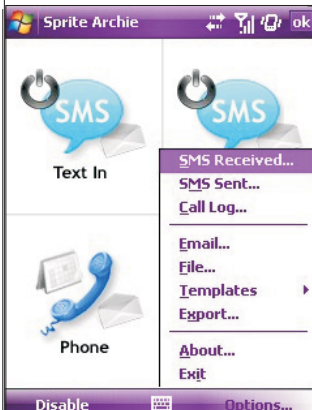 Sprite Archie ok
SMS SMS
Text In
SMS Received...
SMS Sent...
Call Log...
Email...
File...
Templates
Export...
About...
Exit
Phone
Disable Options...